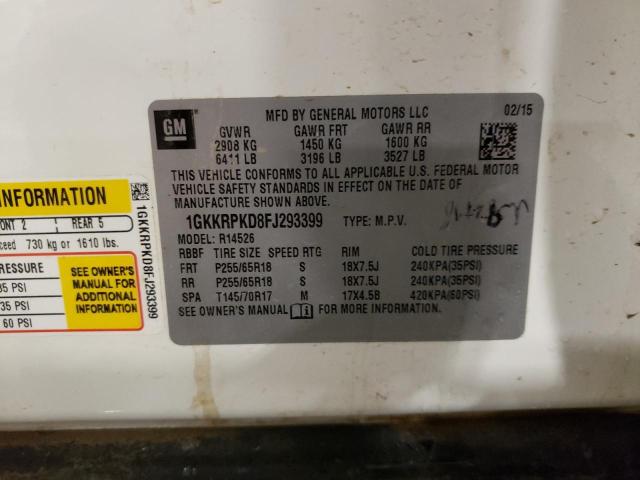 GM
MFD BY GENERAL MOTORS LLC 02/15
GVWR GAWR FRT GAWR RR
2908 KG 1450 KG 1600 KG
6411 LB 3196 LB 3527 LB
THIS VEHICLE CONFORMS TO ALL APPLICABLE U.S. FEDERAL MOTOR
VEHICLE SAFETY STANDARDS IN EFFECT ON THE DATE OF
MANUFACTURE SHOWN ABOVE.
1GKKRPKD8FJ293399 TYPE: M.P.V.
MODEL: R14526
RBBF TIRE SIZE SPEED RTG RIM COLD TIRE PRESSURE
FRT P255/65R18 S 18X7.5J 240KPA(35PSI)
RR P255/65R18 S 18X7.5J 240KPA(35PSI)
SPA T145/70R17 M 17X4.5B 420KPA(60PSI)
SEE OWNER'S MANUAL FOR MORE INFORMATION.
INFORMATION
ONT 2 REAR 5
ceed 730 kg or 1610 lbs.
PRESSURE
35 PSI
35 PSI
60 PSI
SEE OWNER'S
MANUAL FOR
ADDITIONAL
INFORMATION
1GKKRPKD8FJ293399